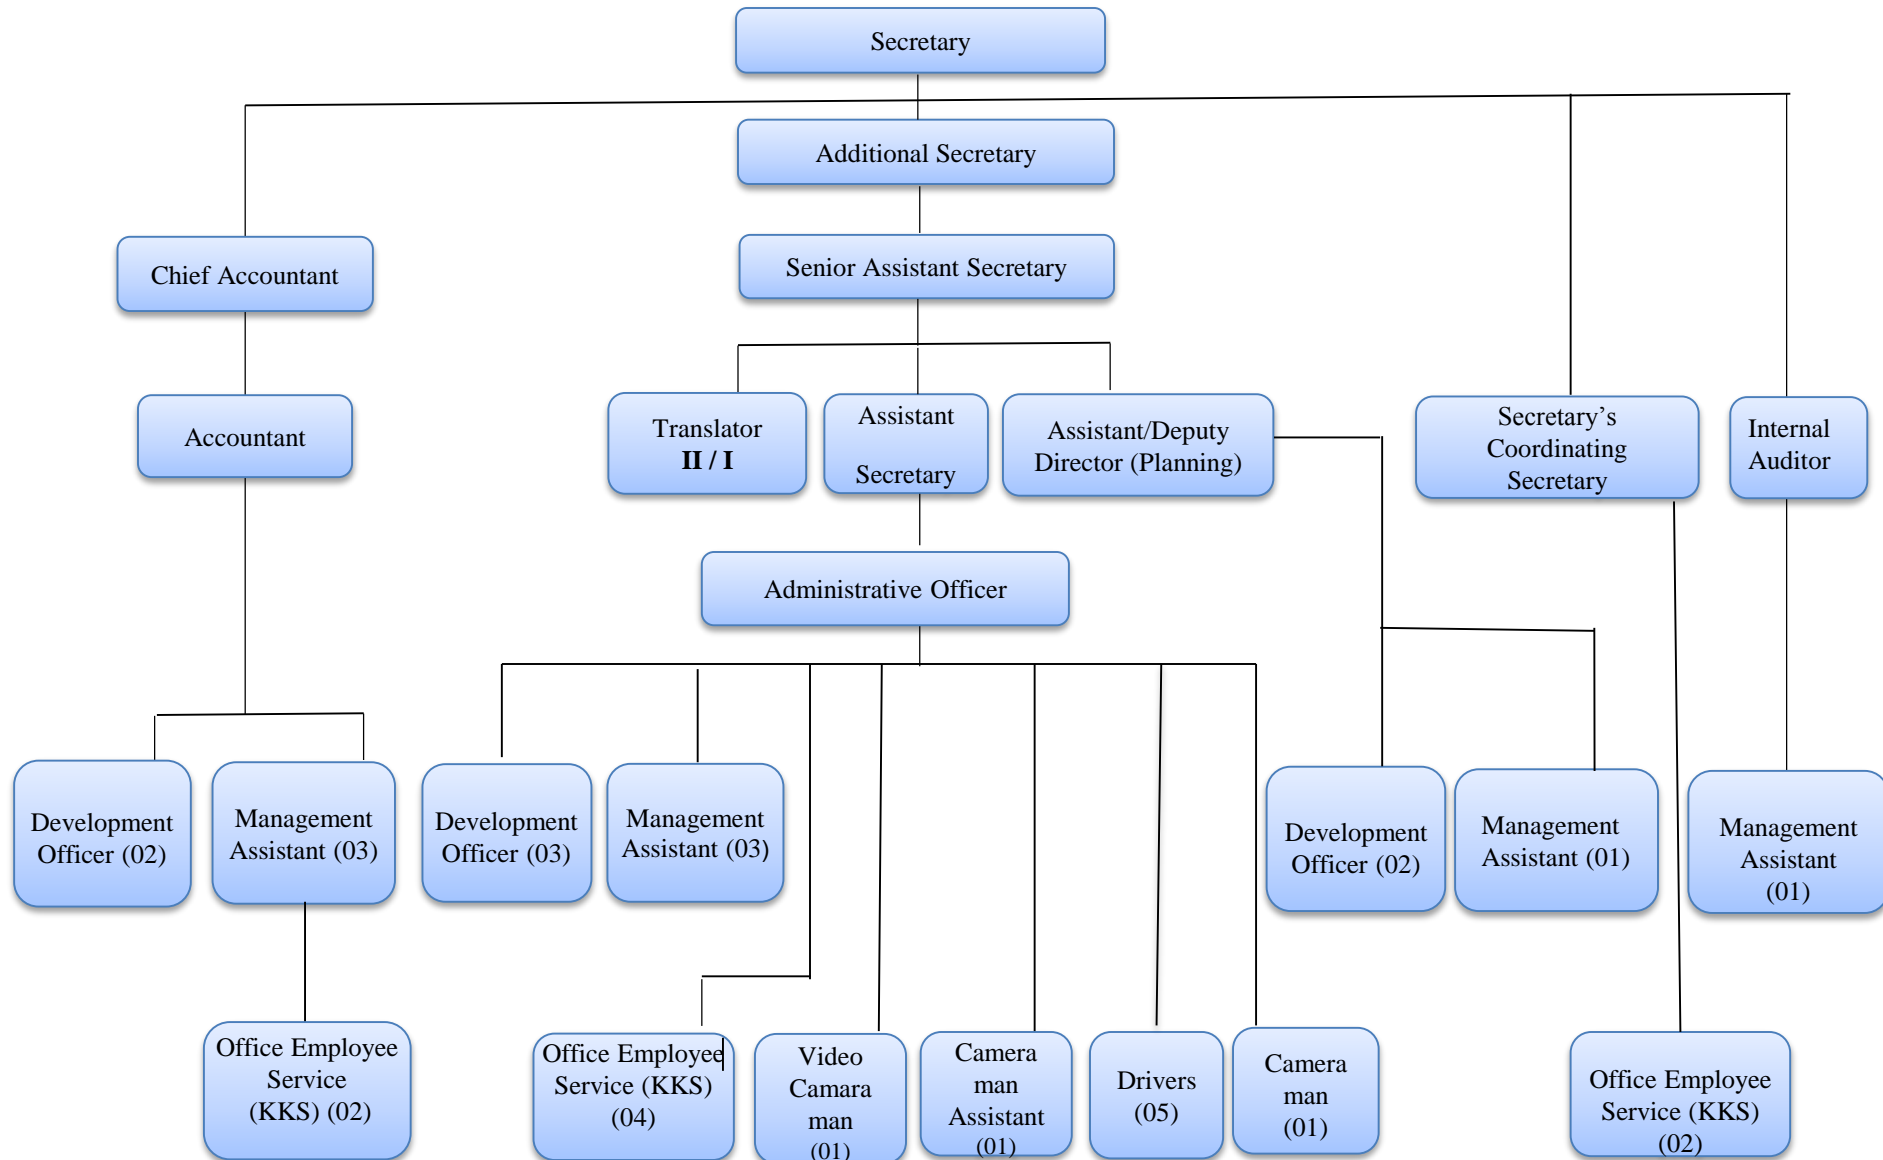 Secretary
Additional Secretary
Chief Accountant
Senior Assistant Secretary
Accountant
Translator
II / I
Assistant
Secretary
Assistant/Deputy
Director (Planning)
Secretary’s
Coordinating
Secretary
Internal
Auditor
Administrative Officer
Development
Officer (02)
Management
Assistant (03)
Development
Officer (03)
Management
Assistant (03)
Development
Officer (02)
Management
Assistant (01)
Management
Assistant
(01)
Office Employee
Service
(KKS) (02)
Office Employee
Service (KKS)
(04)
Video
Camara
man
(01)
Camera
man
Assistant
(01)
Drivers
(05)
Camera
man
(01)
Office Employee
Service (KKS)
(02)